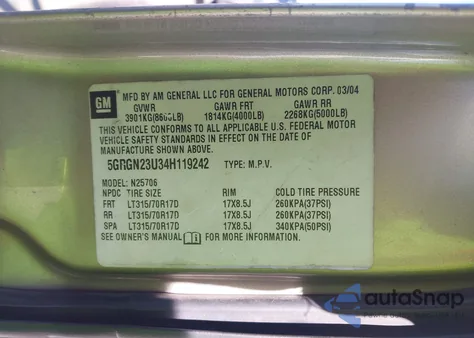 GM
MFD BY AM GENERAL LLC FOR GENERAL MOTORS CORP. 03/04
GVWR GAWR FRT GAWR RR
3901KG(8600LB) 1814KG(4000LB) 2268KG(5000LB)
THIS VEHICLE CONFORMS TO ALL APPLICABLE U.S. FEDERAL MOTOR
VEHICLE SAFETY STANDARDS IN EFFECT ON THE DATE OF
MANUFACTURE SHOWN ABOVE.
5GRGN23U34H119242 TYPE: M.P.V.
MODEL: N25706
NPDC TIRE SIZE RIM COLD TIRE PRESSURE
FRT LT315/70R17D 17X8.5J 260KPA(37PSI)
RR LT315/70R17D 17X8.5J 260KPA(37PSI)
SPA LT315/70R17D 17X8.5J 340KPA(50PSI)
SEE OWNER'S MANUAL FOR MORE INFORMATION.
autoSnap